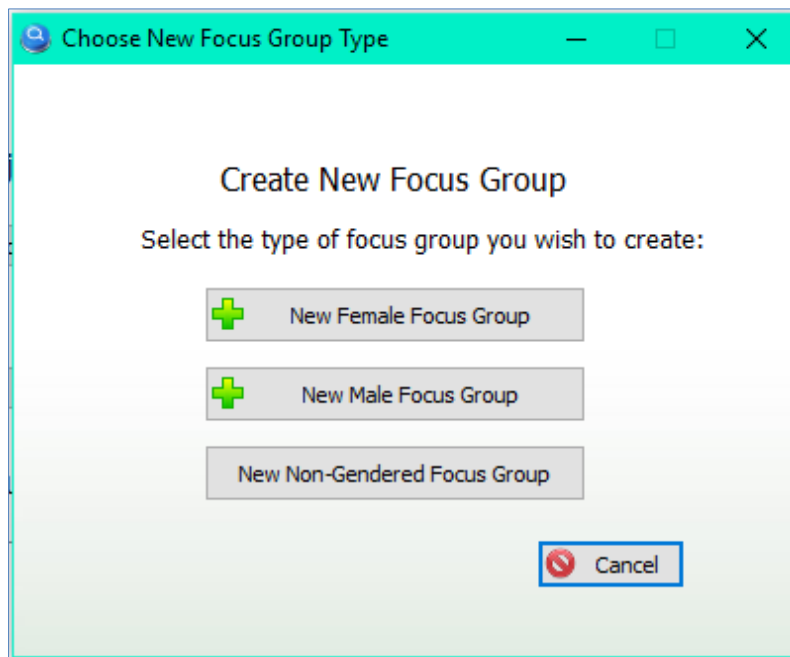 Choose New Focus Group Type
Create New Focus Group
Select the type of focus group you wish to create:
New Female Focus Group
New Male Focus Group
New Non-Gendered Focus Group
Cancel